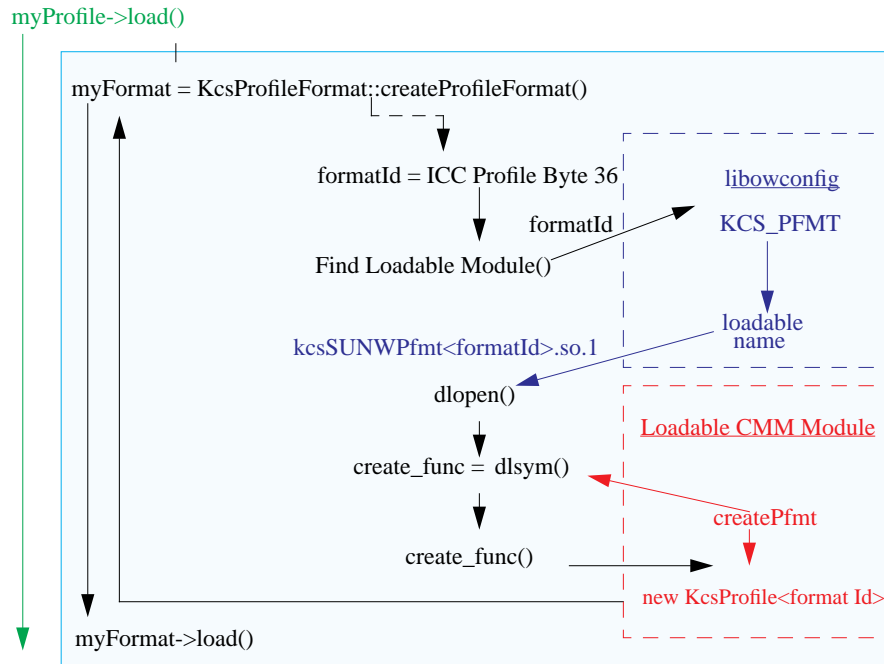 myProfile->load()
myFormat = KcsProfileFormat::createProfileFormat()
formatId = ICC Profile Byte 36
libowconfig
formatId
KCS_PFMT
Find Loadable Module()
loadable
name
kcsSUNWPfmt<formatId>.so.1
dlopen()
Loadable CMM Module
create_func = dlsym()
createPfmt
create_func()
new KcsProfile<format Id>
myFormat->load()